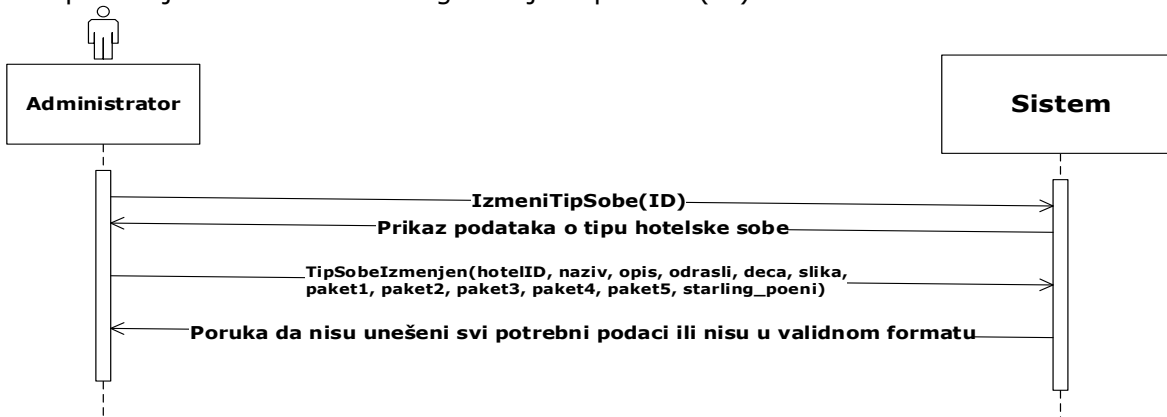 Administrator
Sistem
IzmeniTipSobe(ID)
Prikaz podataka o tipu hotelske sobe
TipSobeIzmenjen(hotelID, naziv, opis, odrasli, deca, slika,
paket1, paket2, paket3, paket4, paket5, starling_poeni)
Poruka da nisu unešeni svi potrebni podaci ili nisu u validnom formatu